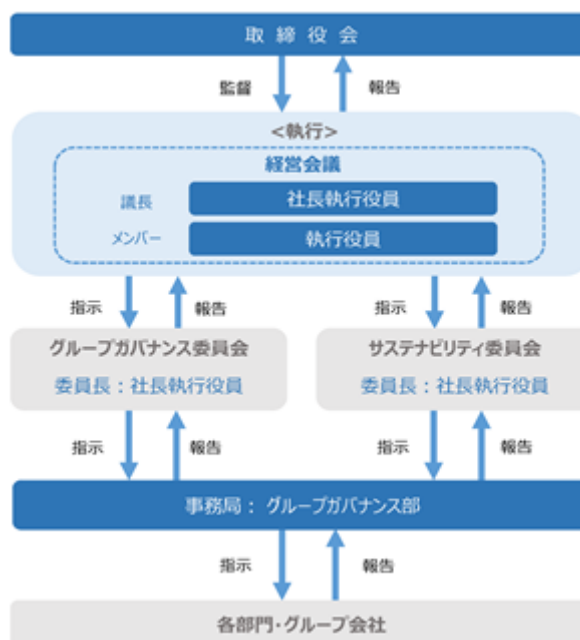 取締役会
監督 報告
<執行>
経営会議
議長 社長執行役員
メンバー 執行役員
指示 報告 指示 報告
グループガバナンス委員会 サステナビリティ委員会
委員長：社長執行役員 委員長：社長執行役員
指示 報告 指示 報告
事務局： グループガバナンス部
指示 報告
各部門・グループ会社